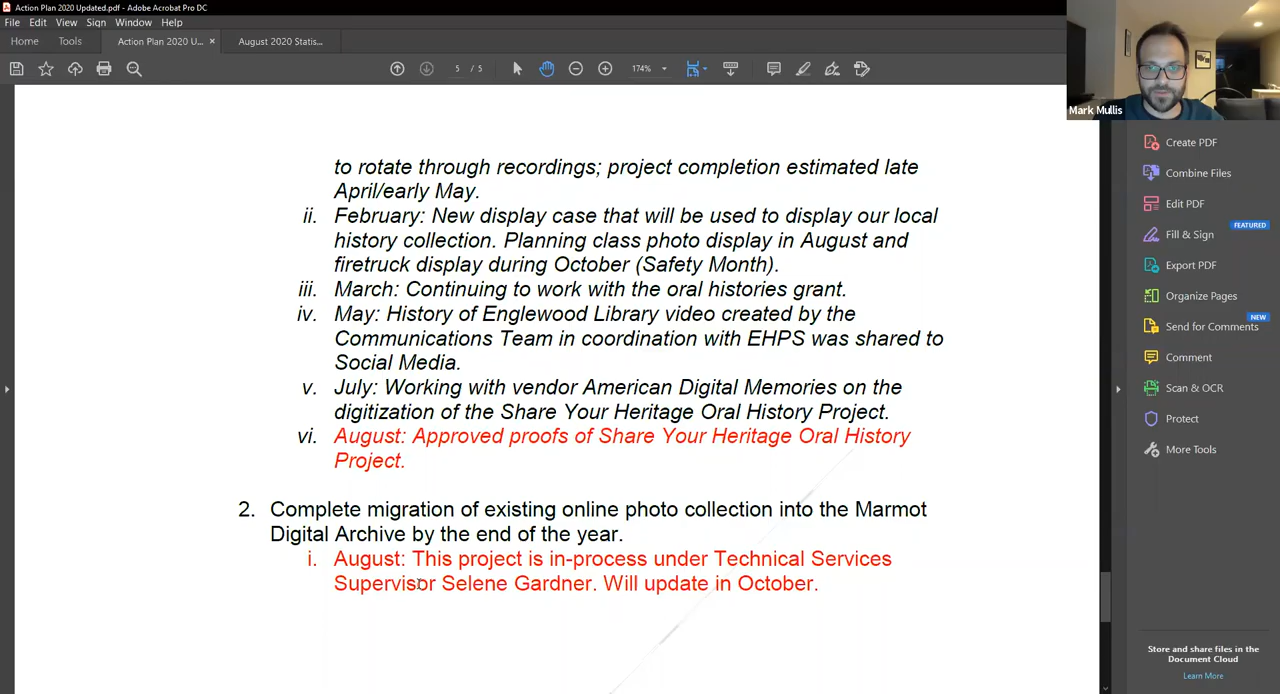 Action Plan 2020 Updated.pdf - Adobe Acrobat Pro DC
File Edit View Sign Window Help
Home Tools Action Plan 2020 U... × August 2020 Statis...
5 / 5 174%
Mark Mullis
to rotate through recordings; project completion estimated late
April/early May.
ii. February: New display case that will be used to display our local
history collection. Planning class photo display in August and
firetruck display during October (Safety Month).
iii. March: Continuing to work with the oral histories grant.
iv. May: History of Englewood Library video created by the
Communications Team in coordination with EHPS was shared to
Social Media.
v. July: Working with vendor American Digital Memories on the
digitization of the Share Your Heritage Oral History Project.
vi. August: Approved proofs of Share Your Heritage Oral History
Project.
2. Complete migration of existing online photo collection into the Marmot
Digital Archive by the end of the year.
i. August: This project is in-process under Technical Services
Supervisor Selene Gardner. Will update in October.
Create PDF
Combine Files
Edit PDF
FEATURED
Fill & Sign
Export PDF
Organize Pages
NEW
Send for Comments
Comment
Scan & OCR
Protect
More Tools
Store and share files in the
Document Cloud
Learn More